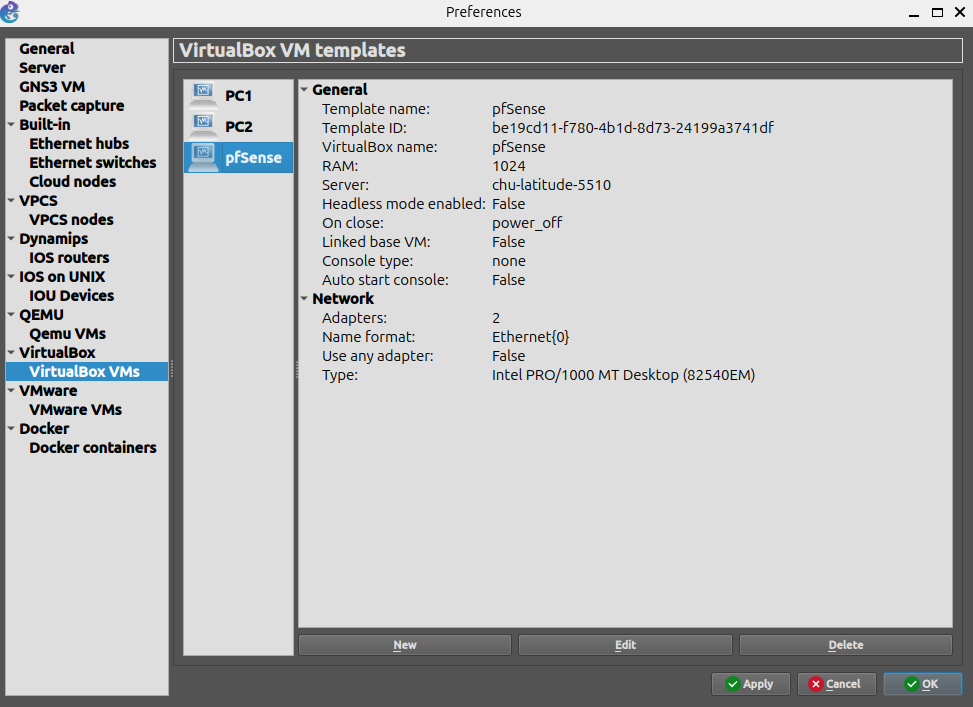 Preferences
General
Server
GNS3 VM
Packet capture
Built-in
Ethernet hubs
Ethernet switches
Cloud nodes
VPCS
VPCS nodes
Dynamips
IOS routers
IOS on UNIX
IOU Devices
QEMU
Qemu VMs
VirtualBox
VirtualBox VMs
VMware
VMware VMs
Docker
Docker containers
VirtualBox VM templates
PC1
PC2
pfSense
General
Template name: pfSense
Template ID: be19cd11-f780-4b1d-8d73-24199a3741df
VirtualBox name: pfSense
RAM: 1024
Server: chu-latitude-5510
Headless mode enabled: False
On close: power_off
Linked base VM: False
Console type: none
Auto start console: False
Network
Adapters: 2
Name format: Ethernet{0}
Use any adapter: False
Type: Intel PRO/1000 MT Desktop (82540EM)
New Edit Delete
Apply Cancel OK